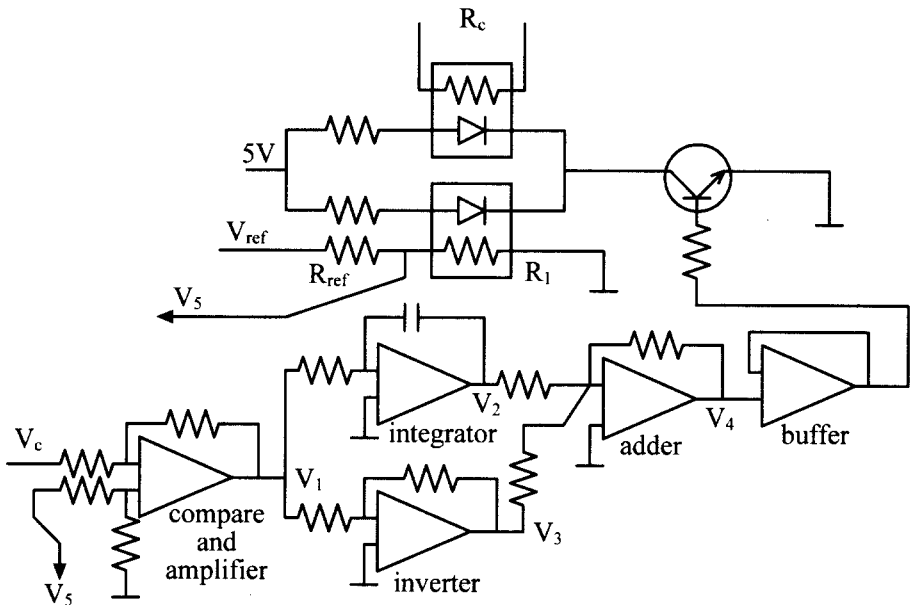 R_c
5V
V_ref
R_ref
R_1
V_5
V_c
V_1
V_2
integrator
V_3
inverter
adder
V_4
buffer
compare
and
amplifier
V_5